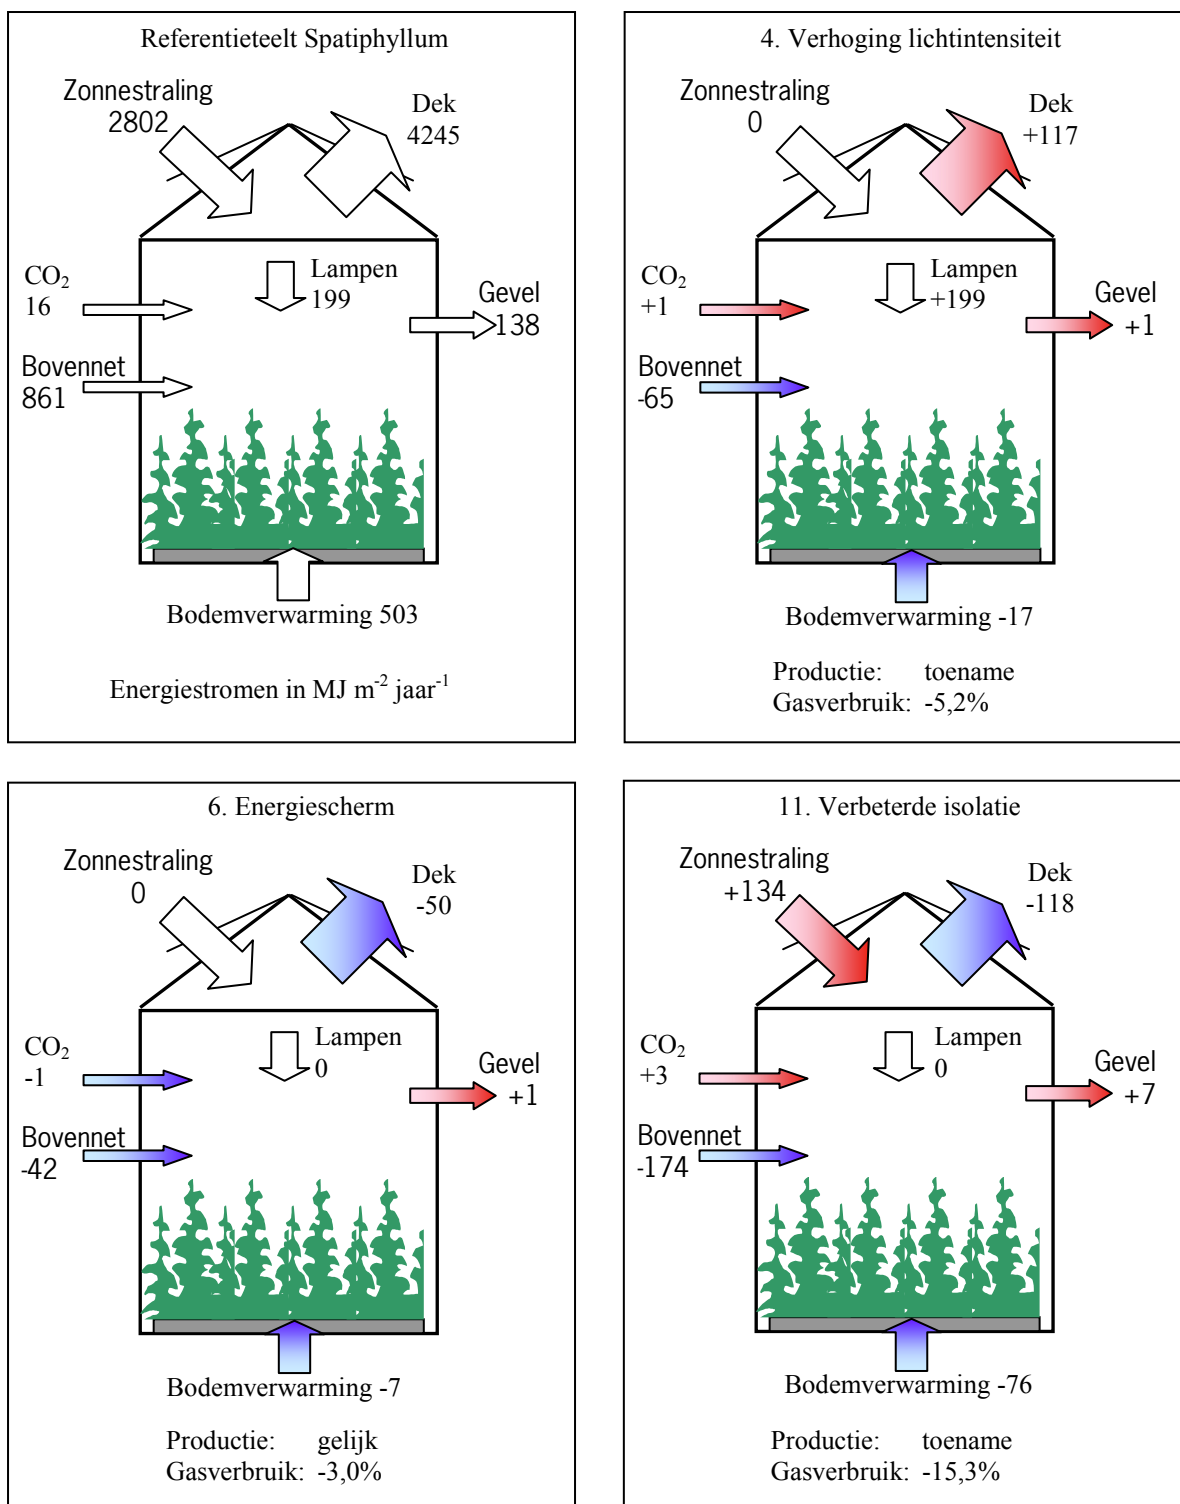 Referentieteelt Spatiphyllum
Zonnestraling
2802
Dek
4245
CO₂
16
Lampen
199
Gevel
138
Bovennet
861
Bodemverwarming 503
Energiestromen in MJ m⁻² jaar⁻¹
4. Verhoging lichtintensiteit
Zonnestraling
0
Dek
+117
CO₂
+1
Lampen
+199
Gevel
+1
Bovennet
-65
Bodemverwarming -17
Productie: toename
Gasverbruik: -5,2%
6. Energiescherm
Zonnestraling
0
Dek
-50
CO₂
-1
Lampen
0
Gevel
+1
Bovennet
-42
Bodemverwarming -7
Productie: gelijk
Gasverbruik: -3,0%
11. Verbeterde isolatie
Zonnestraling
+134
Dek
-118
CO₂
+3
Lampen
0
Gevel
+7
Bovennet
-174
Bodemverwarming -76
Productie: toename
Gasverbruik: -15,3%